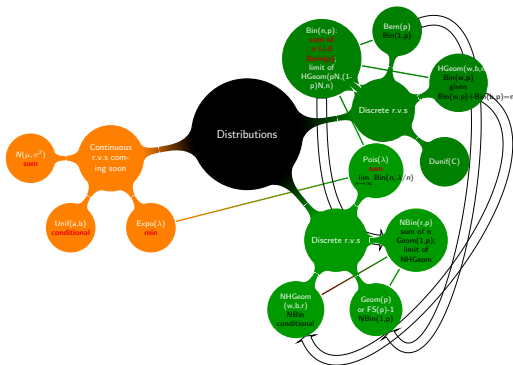 Distributions
Discrete r.v.s
Bin(n,p):
sum of
n i.i.d
Bern(p);
limit of
HGeom(pN,(1-
p)N,n)
Bern(p)
Bin(1,p)
HGeom(w,b,n)
Bin(w,p)
given
Bin(w,p)+Bin(b,p)=n
Dunif(C)
Discrete r.v.s
Pois(λ)
sum
lim Bin(n, λ/n)
n→∞
NBin(r,p)
sum of n
Geom(1,p);
limit of
NHGeom
Geom(p)
or FS(p)-1
NBin(1,p)
NHGeom
(w,b,r)
NBin
conditional
Continuous
r.v.s com-
ing soon
N(μ, σ²)
sum
Unif(a,b)
conditional
Expo(λ)
min